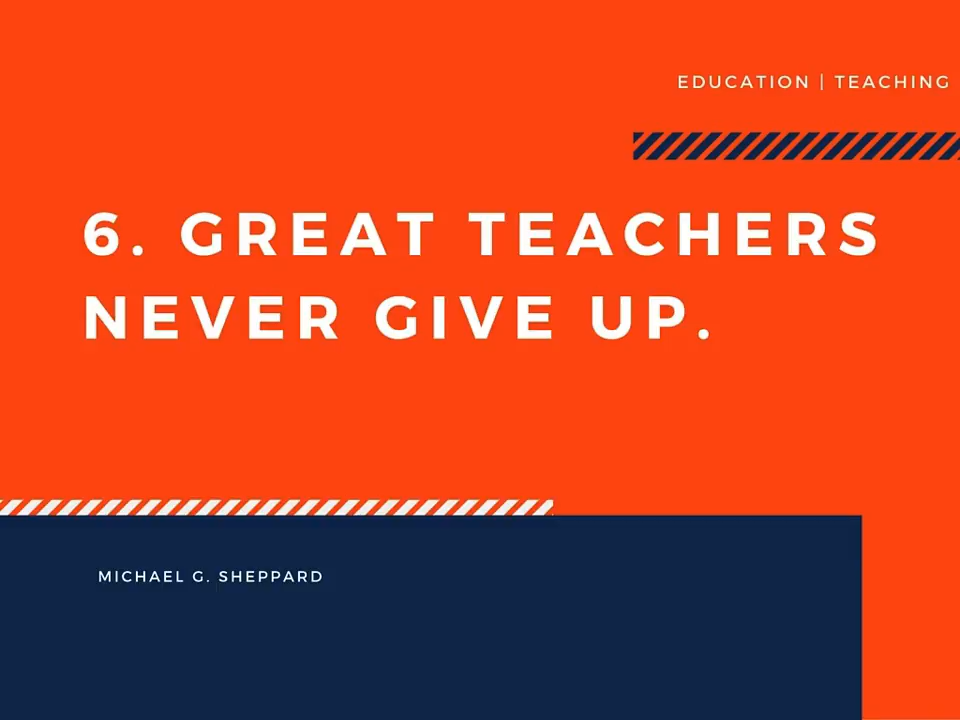 EDUCATION | TEACHING
6. GREAT TEACHERS
NEVER GIVE UP.
MICHAEL G. SHEPPARD